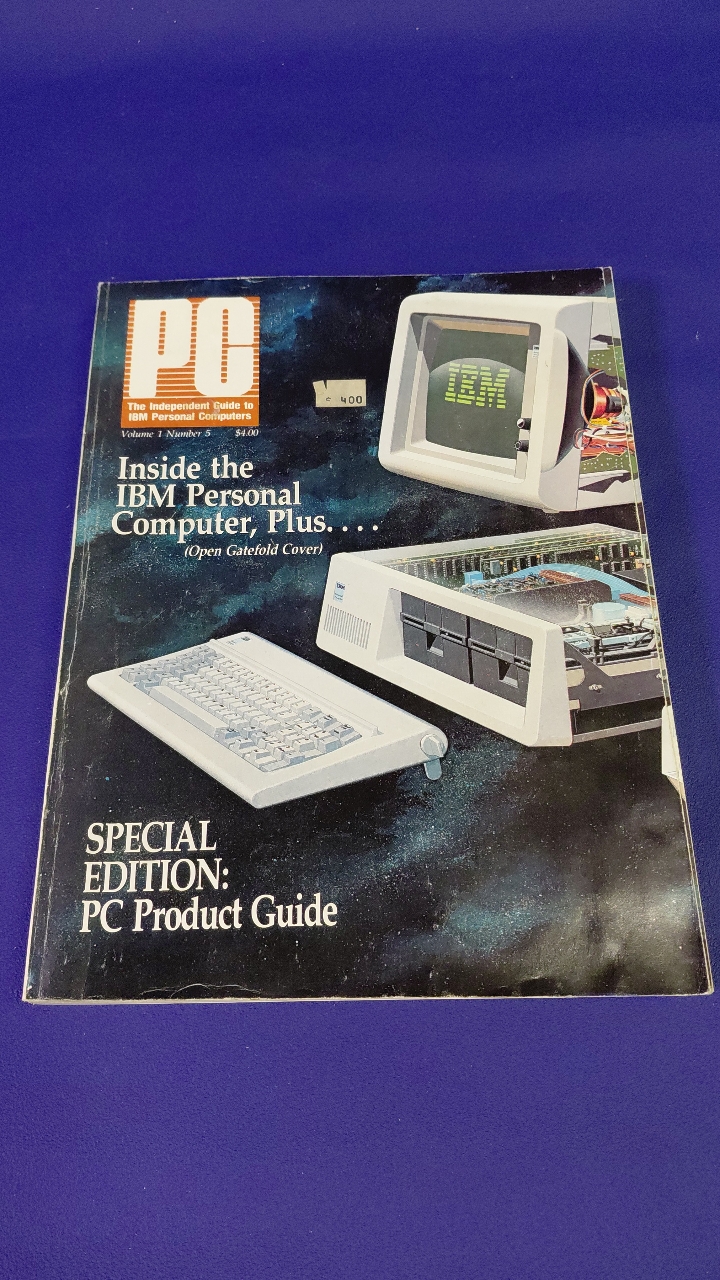 PC
The Independent Guide to
IBM Personal Computers
Volume 1 Number 5 $4.00
400
IBM
Inside the
IBM Personal
Computer, Plus....
(Open Gatefold Cover)
SPECIAL
EDITION:
PC Product Guide